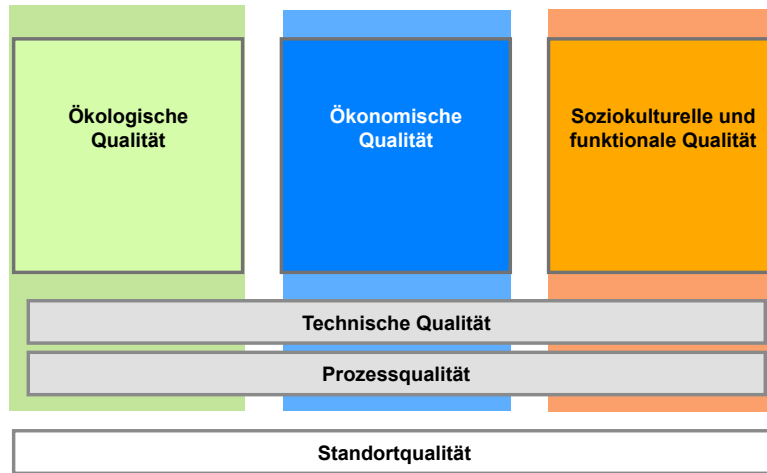 Ökologische
Qualität
Ökonomische
Qualität
Soziokulturelle und
funktionale Qualität
Technische Qualität
Prozessqualität
Standortqualität